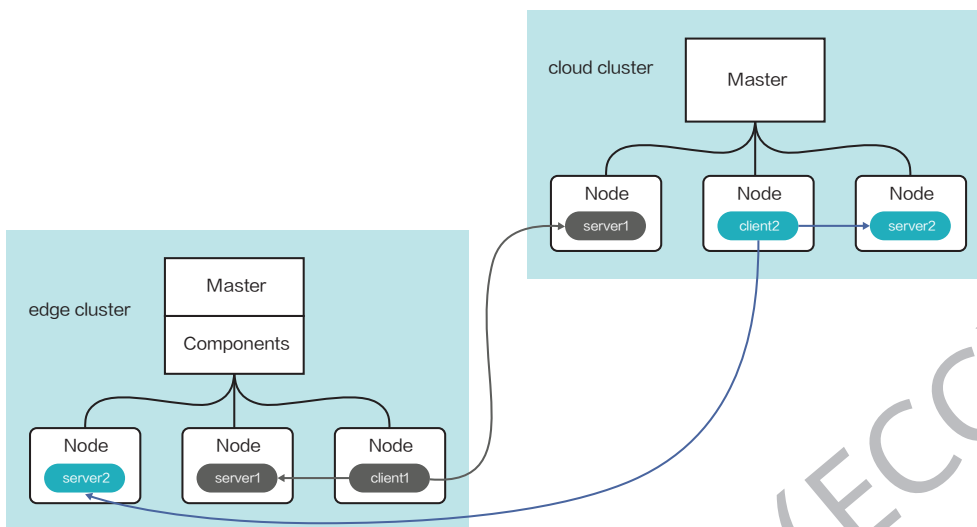 cloud cluster
Master
Node
Node
Node
server1
client2
server2
edge cluster
Master
Components
Node
Node
Node
server2
server1
client1